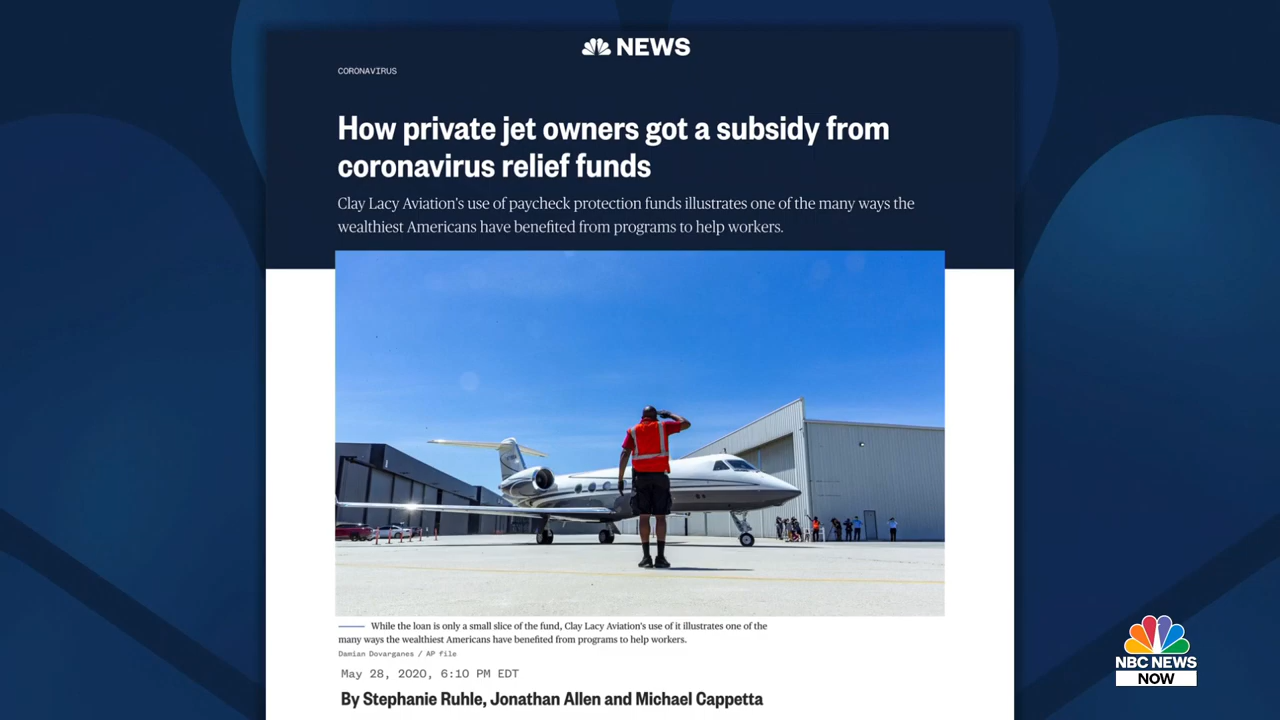 NEWS
CORONAVIRUS
How private jet owners got a subsidy from
coronavirus relief funds
Clay Lacy Aviation's use of paycheck protection funds illustrates one of the many ways the
wealthiest Americans have benefited from programs to help workers.
While the loan is only a small slice of the fund, Clay Lacy Aviation's use of it illustrates one of the
many ways the wealthiest Americans have benefited from programs to help workers.
Damian Dovarganes / AP file
May 28, 2020, 6:10 PM EDT
By Stephanie Ruhle, Jonathan Allen and Michael Cappetta
NBC NEWS
NOW